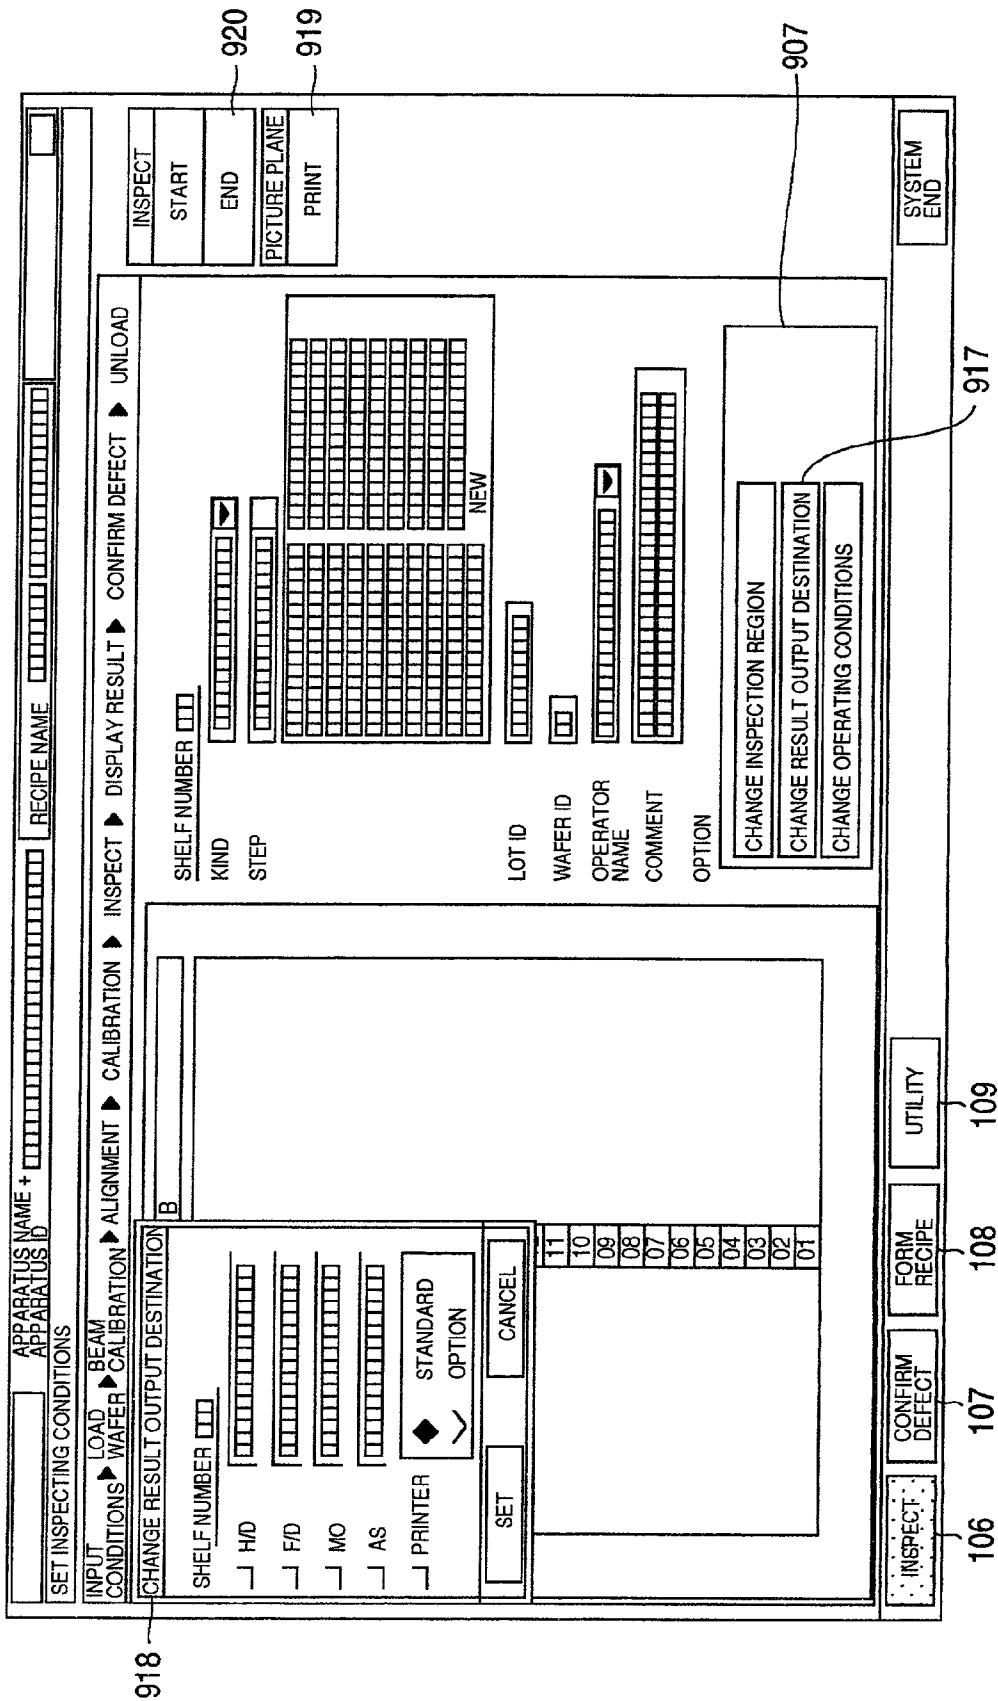 APPARATUS NAME +
APPARATUS ID
RECIPE NAME
SET INSPECTING CONDITIONS
INPUT CONDITIONS ▶ LOAD WAFER ▶ BEAM CALIBRATION ▶ ALIGNMENT ▶ CALIBRATION ▶ INSPECT ▶ DISPLAY RESULT ▶ CONFIRM DEFECT ▶ UNLOAD
918
CHANGE RESULT OUTPUT DESTINATION
SHELF NUMBER
H/D
F/D
MO
AS
PRINTER
STANDARD
OPTION
SET
CANCEL
B
11
10
09
08
07
06
05
04
03
02
01
SHELF NUMBER
KIND
STEP
NEW
LOT ID
WAFER ID
OPERATOR
NAME
COMMENT
OPTION
CHANGE INSPECTION REGION
CHANGE RESULT OUTPUT DESTINATION
CHANGE OPERATING CONDITIONS
INSPECT
START
END
PICTURE PLANE
PRINT
920
919
907
917
INSPECT
CONFIRM
DEFECT
FORM
RECIPE
UTILITY
SYSTEM
END
106
107
108
109